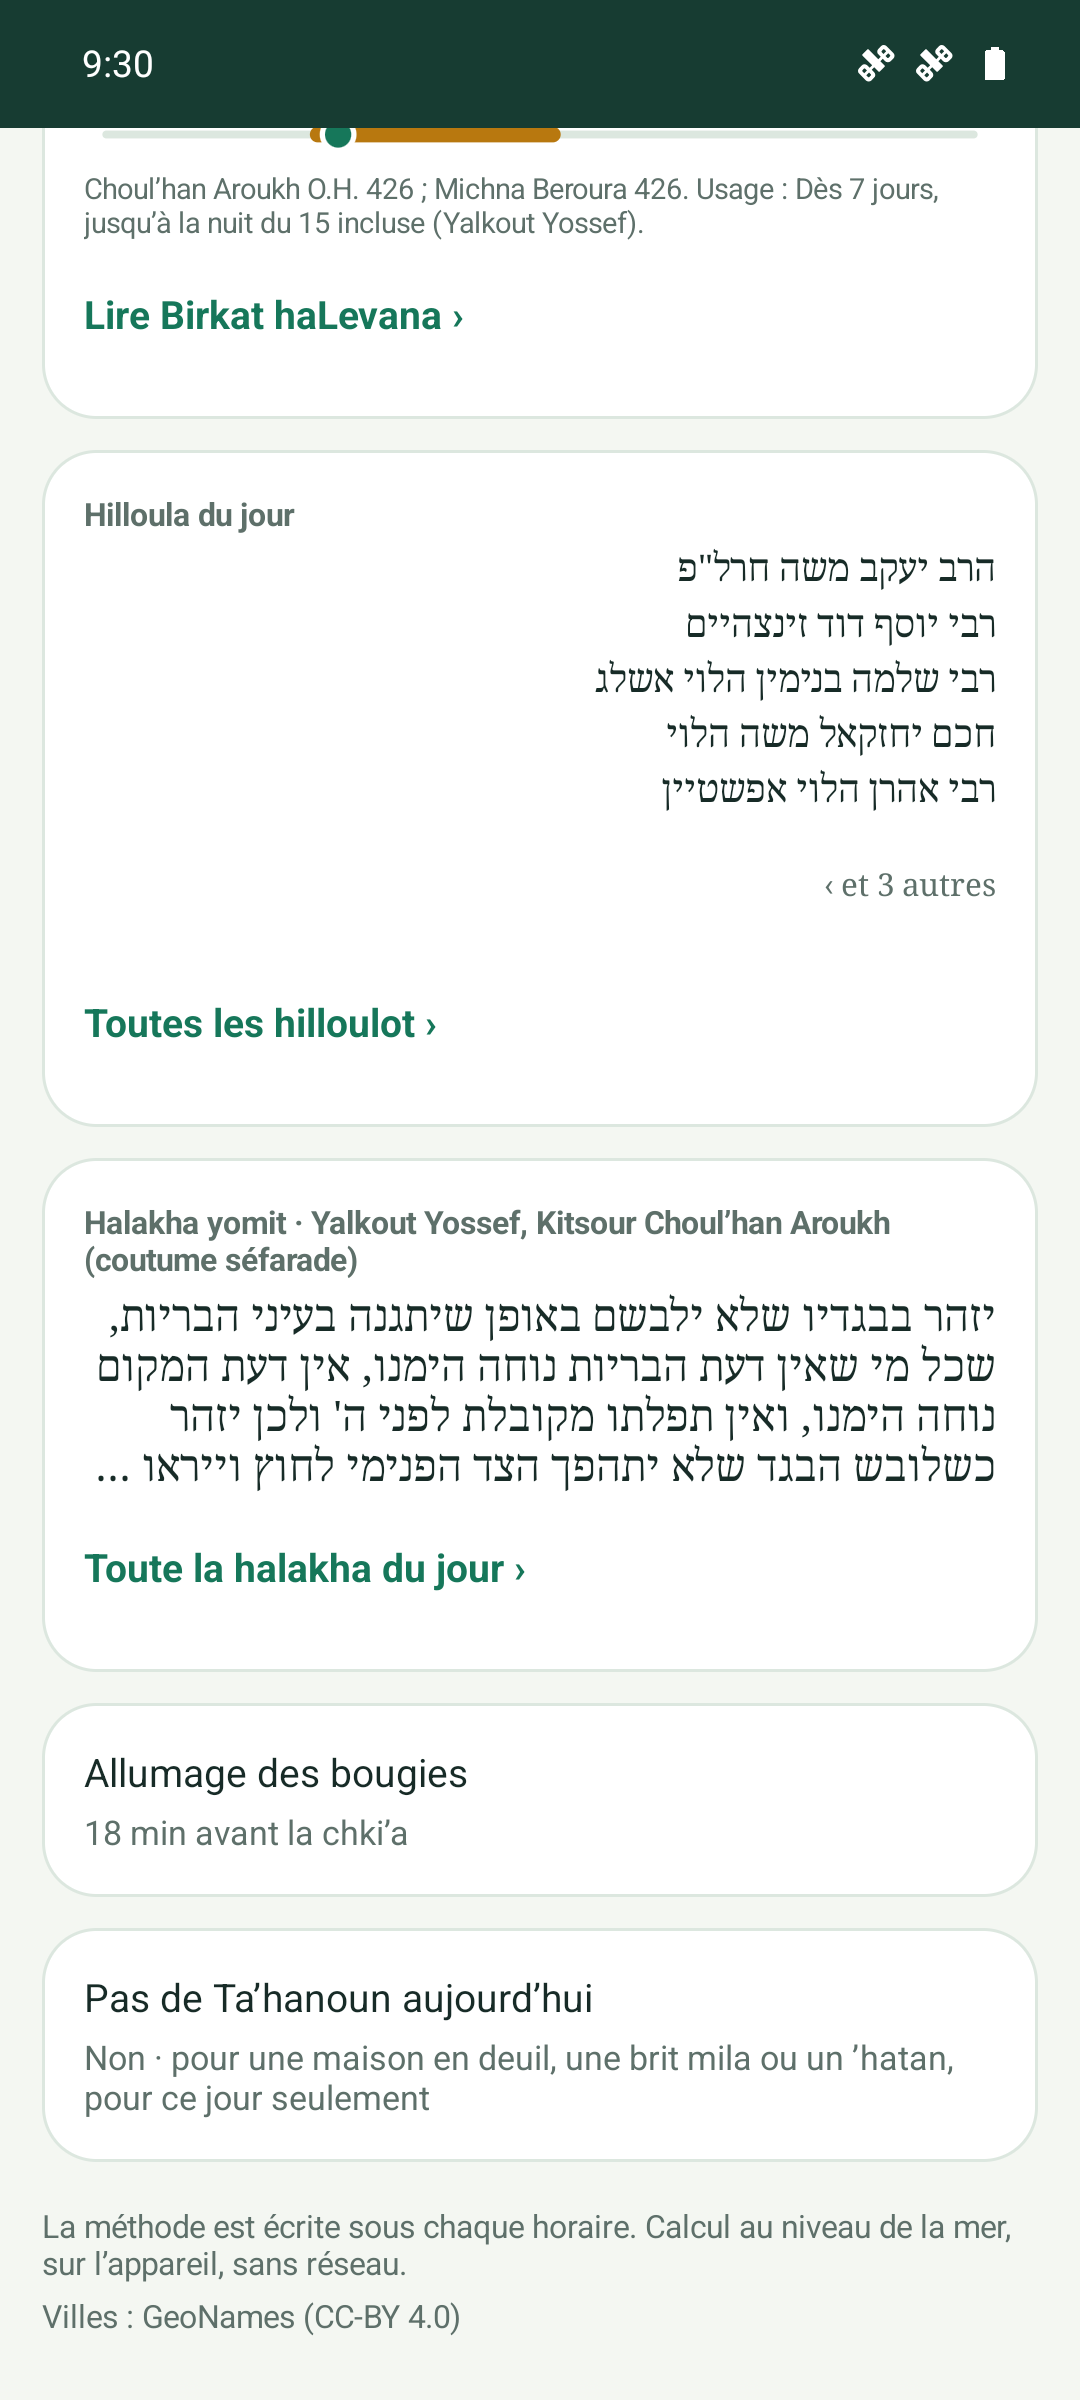 9:30
Choul’han Aroukh O.H. 426 ; Michna Beroura 426. Usage : Dès 7 jours,
jusqu’à la nuit du 15 incluse (Yalkout Yossef).
Lire Birkat haLevana ›
Hilloula du jour
הרב יעקב משה חרל"פ
רבי יוסף דוד זינצהיים
רבי שלמה בנימין הלוי אשלג
חכם יחזקאל משה הלוי
רבי אהרן הלוי אפשטיין
‹ et 3 autres
Toutes les hilloulot ›
Halakha yomit · Yalkout Yossef, Kitsour Choul’han Aroukh
(coutume séfarade)
יזהר בבגדיו שלא ילבשם באופן שיתגנה בעיני הבריות,
שכל מי שאין דעת הבריות נוחה הימנו, אין דעת המקום
נוחה הימנו, ואין תפלתו מקובלת לפני ה' ולכן יזהר
כשלובש הבגד שלא יתהפך הצד הפנימי לחוץ וייראו ...
Toute la halakha du jour ›
Allumage des bougies
18 min avant la chki’a
Pas de Ta’hanoun aujourd’hui
Non · pour une maison en deuil, une brit mila ou un ’hatan,
pour ce jour seulement
La méthode est écrite sous chaque horaire. Calcul au niveau de la mer,
sur l’appareil, sans réseau.
Villes : GeoNames (CC-BY 4.0)